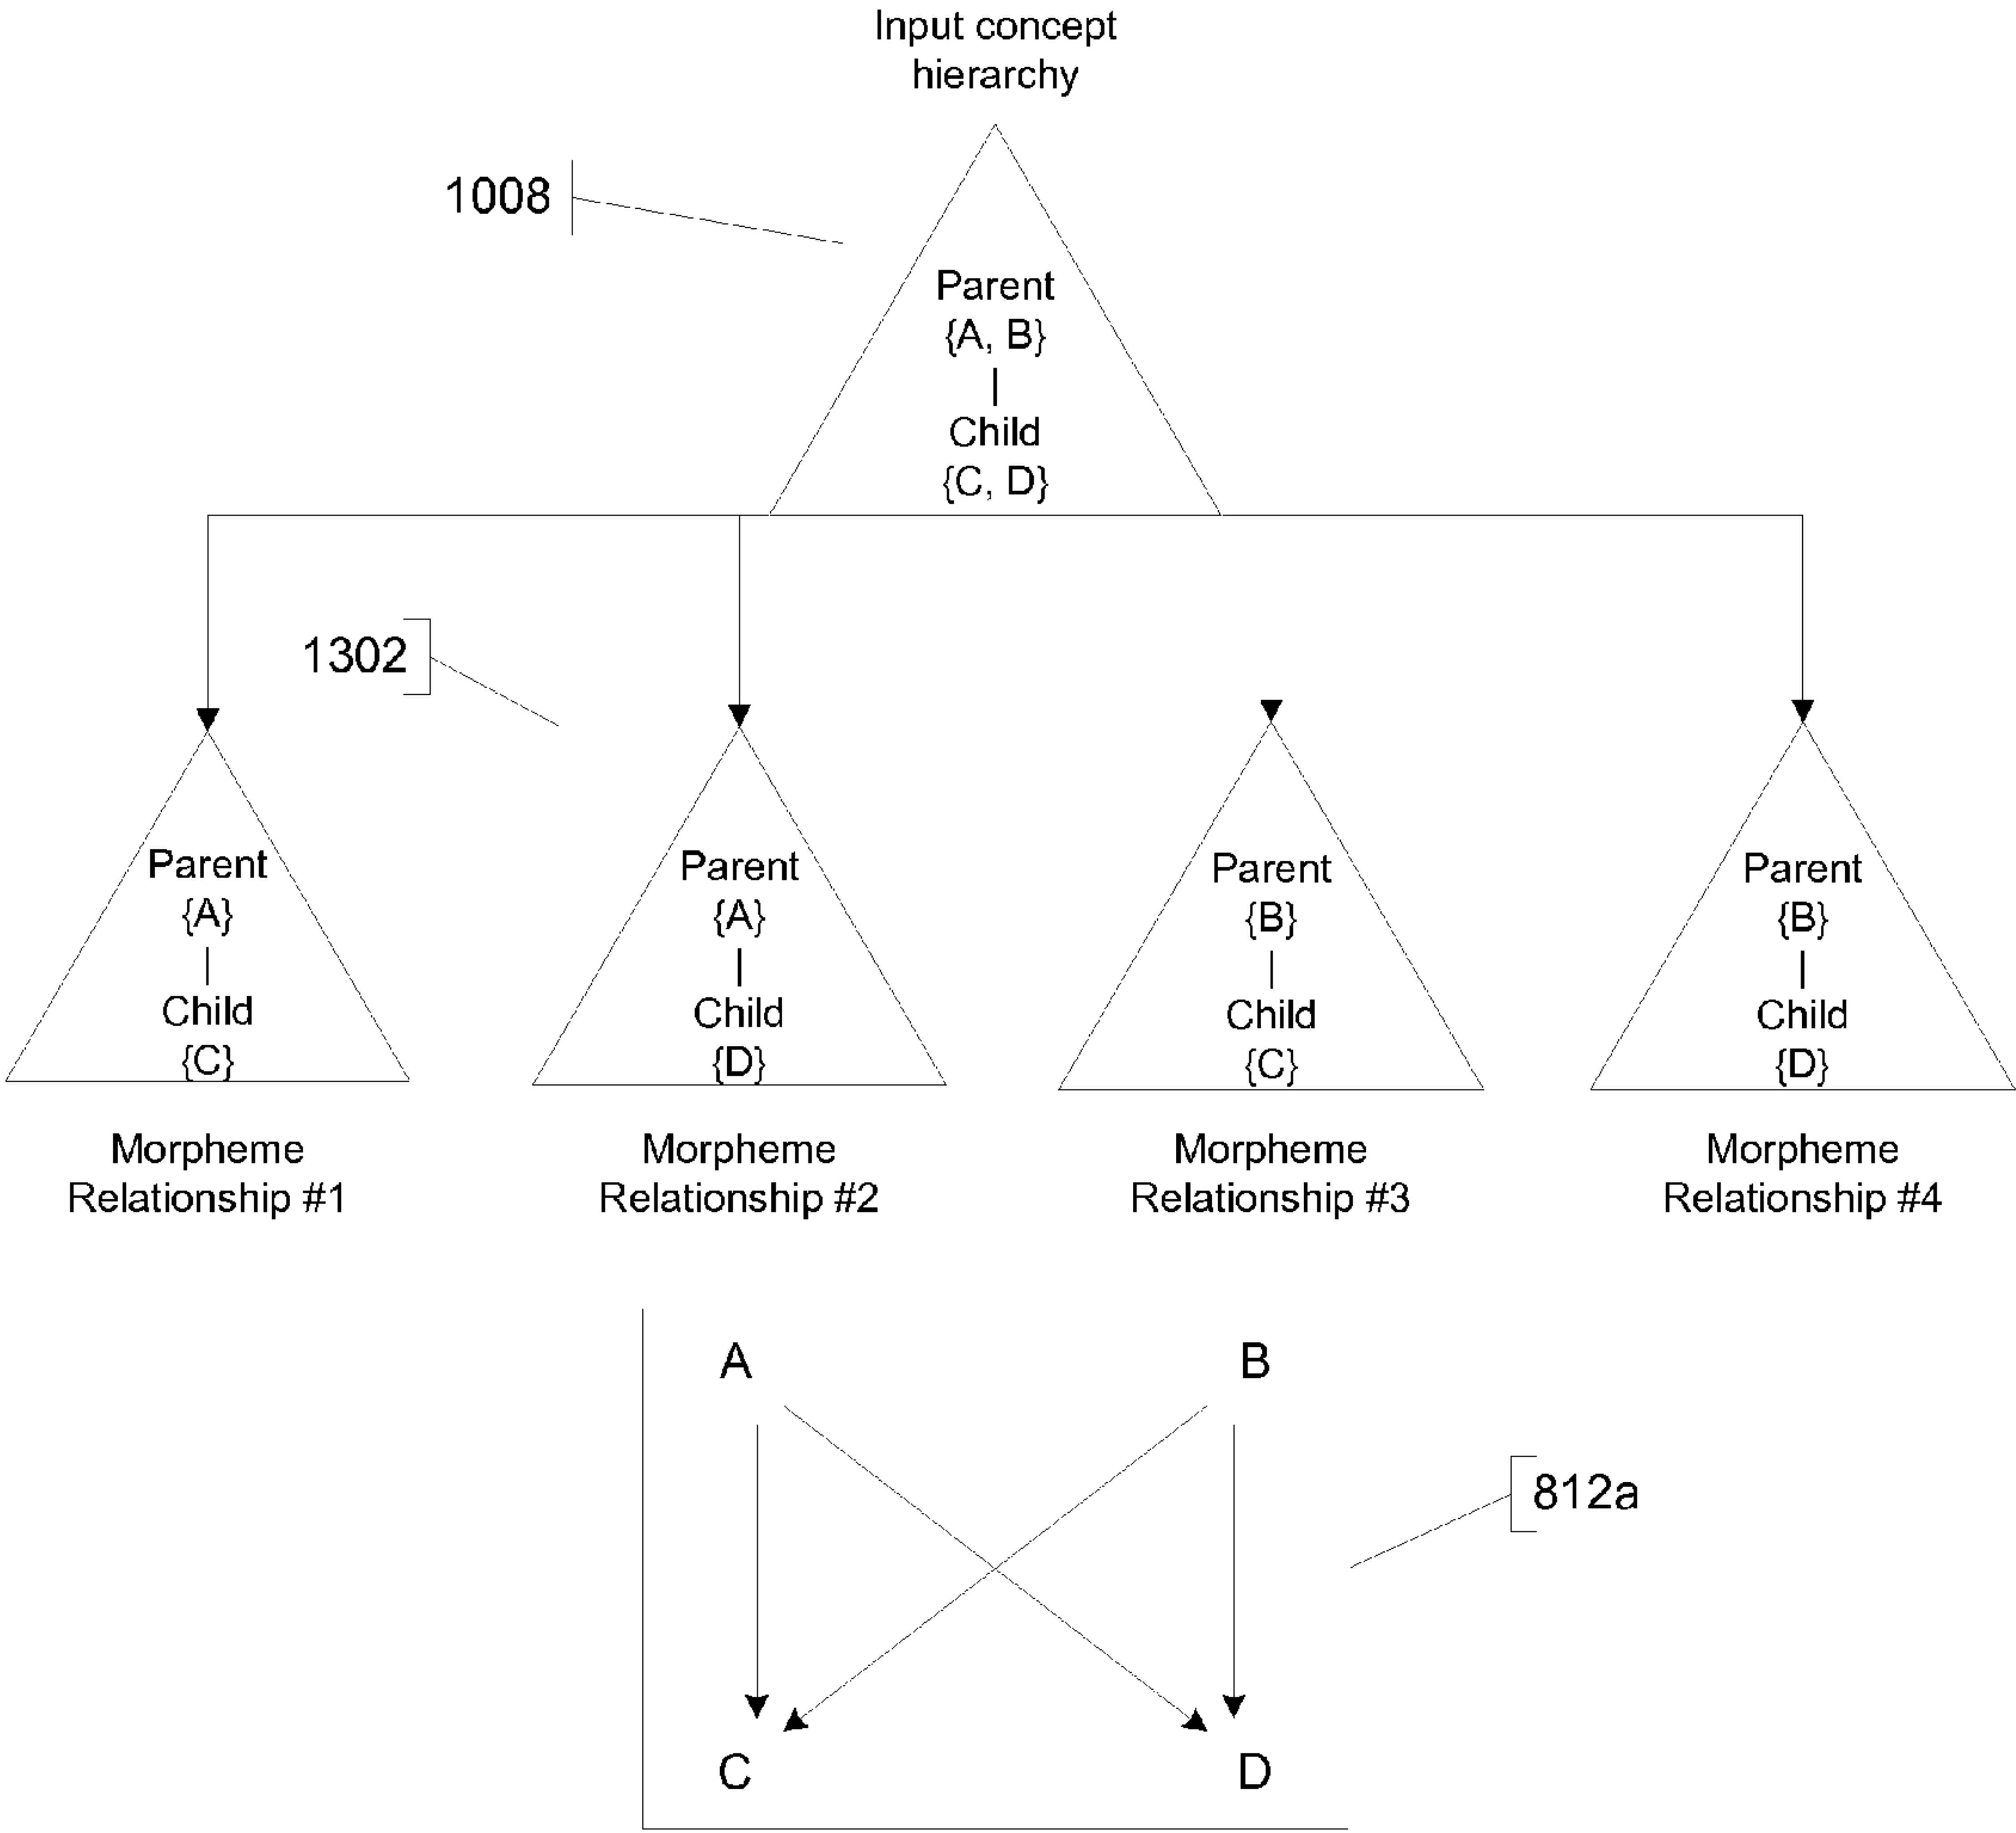 Input concept
hierarchy
1008
Parent
{A, B}
Child
{C, D}
1302
Parent
{A}
Child
{C}
Morpheme
Relationship #1
Parent
{A}
Child
{D}
Morpheme
Relationship #2
Parent
{B}
Child
{C}
Morpheme
Relationship #3
Parent
{B}
Child
{D}
Morpheme
Relationship #4
A B
812a
C D